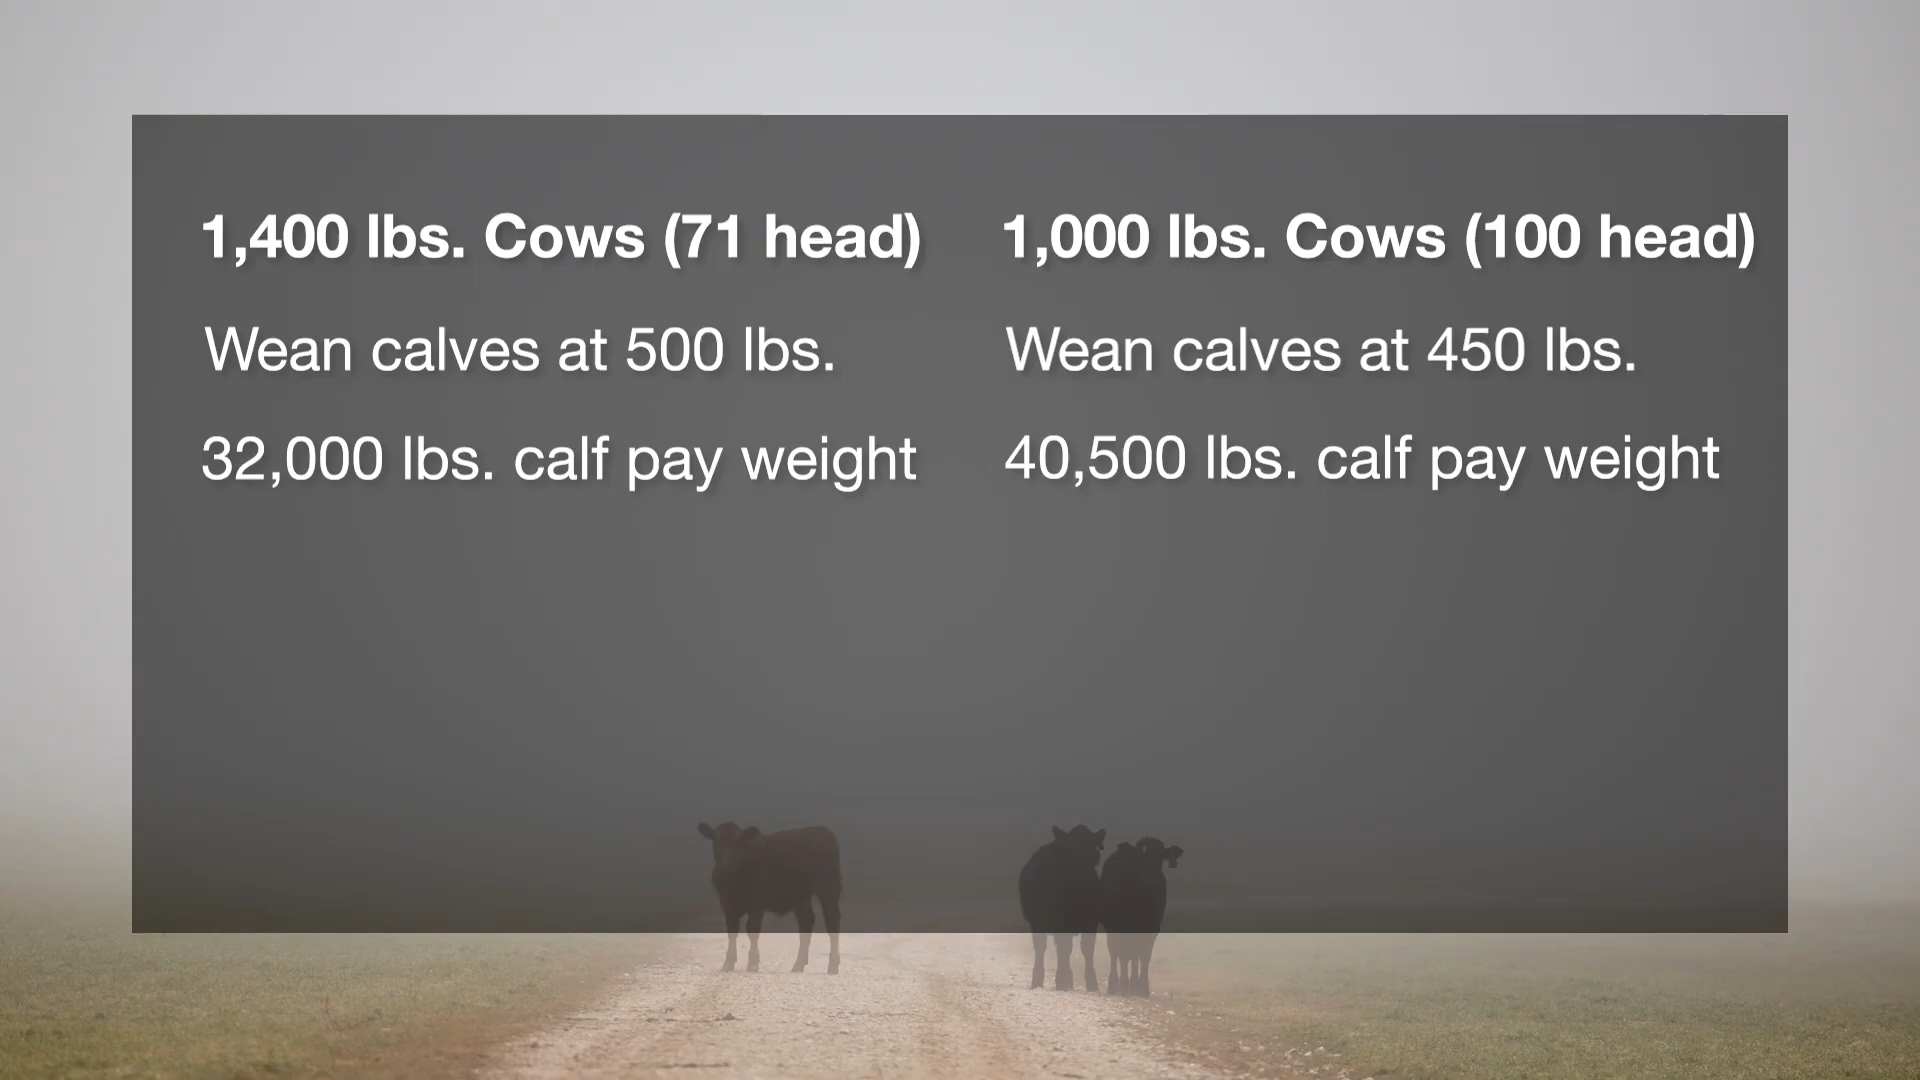 1,400 lbs. Cows (71 head)
Wean calves at 500 lbs.
32,000 lbs. calf pay weight
1,000 lbs. Cows (100 head)
Wean calves at 450 lbs.
40,500 lbs. calf pay weight